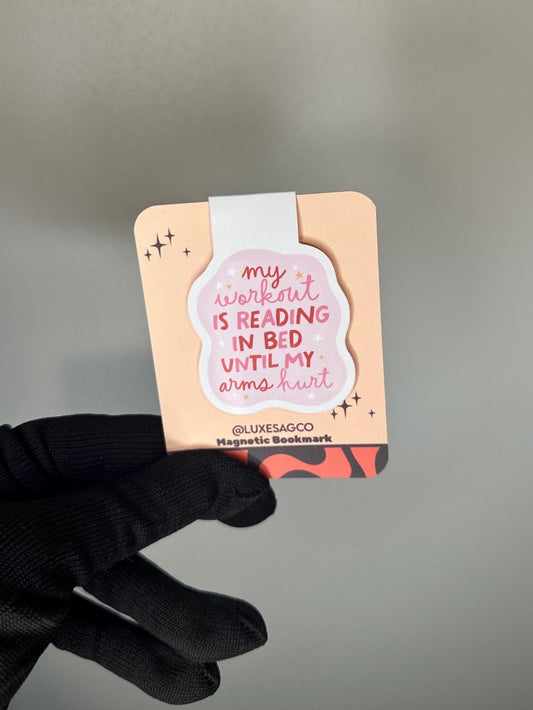 my
workout
IS READING
IN BED
UNTIL MY
arms hurt
@LUXESAGCO
Magnetic Bookmark